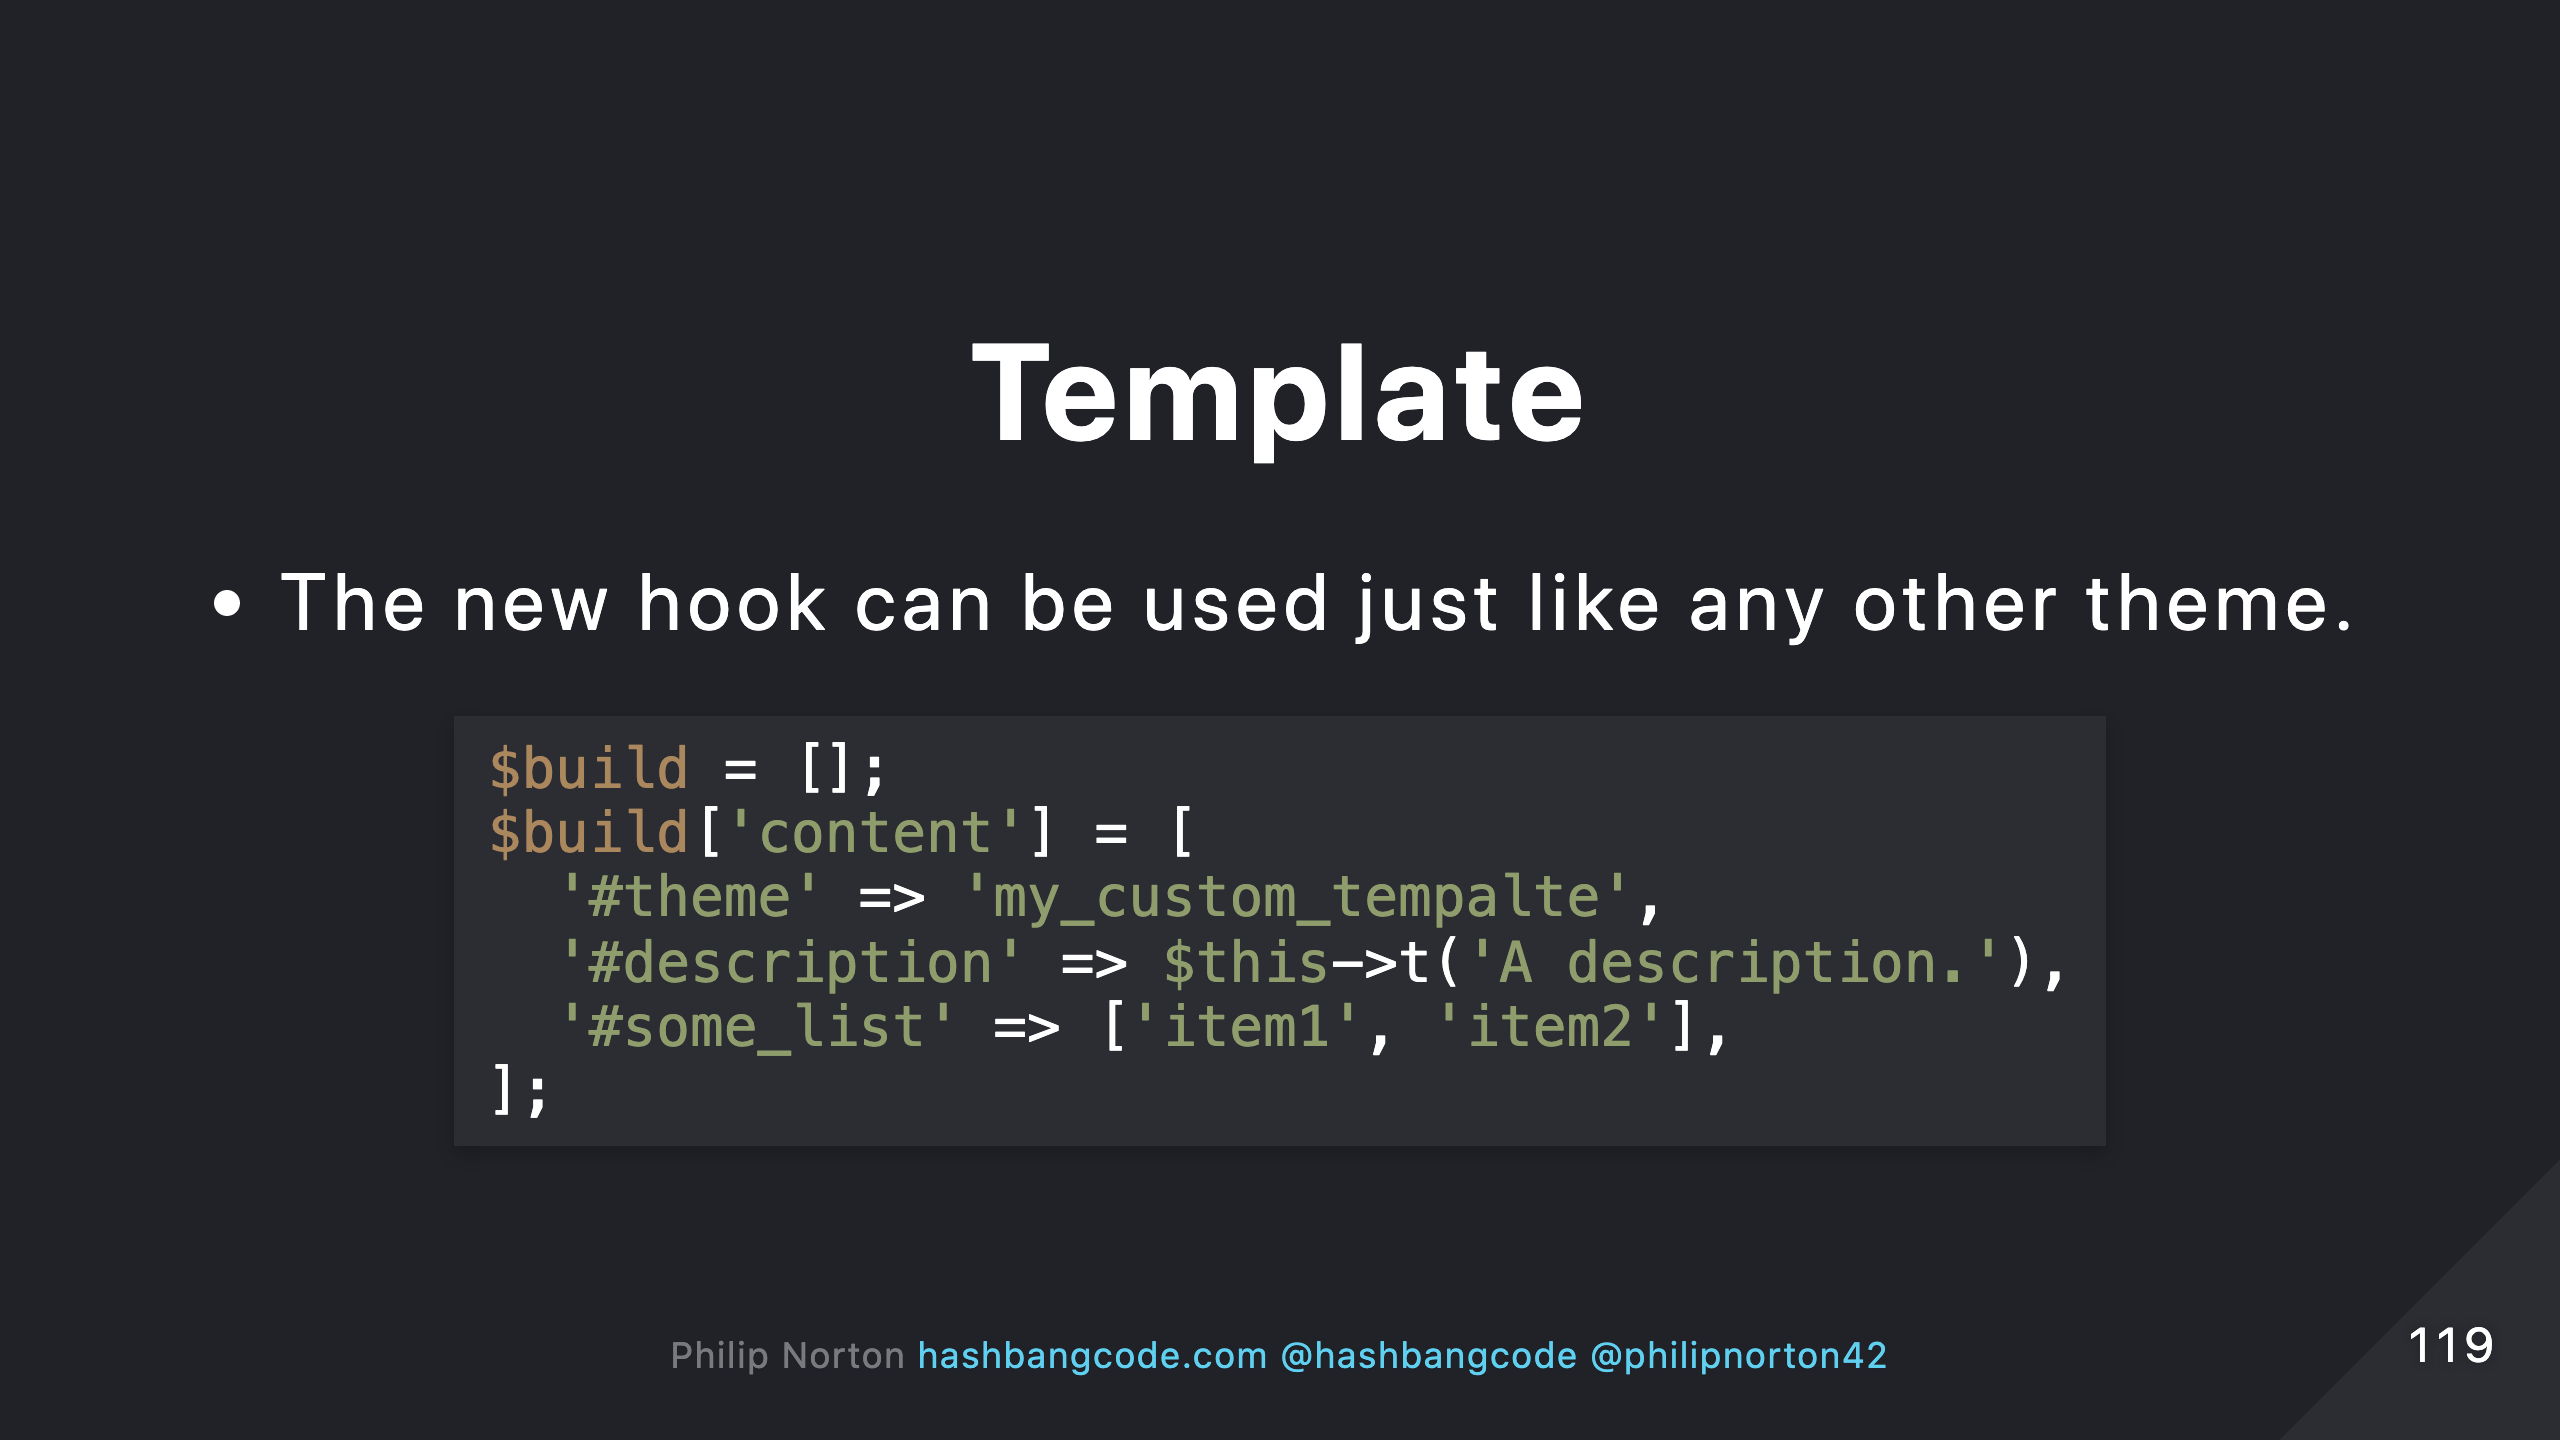 Template
• The new hook can be used just like any other theme.
$build = [];
$build['content'] = [
  '#theme' => 'my_custom_tempalte',
  '#description' => $this->t('A description.'),
  '#some_list' => ['item1', 'item2'],
];
Philip Norton hashbangcode.com @hashbangcode @philipnorton42
119